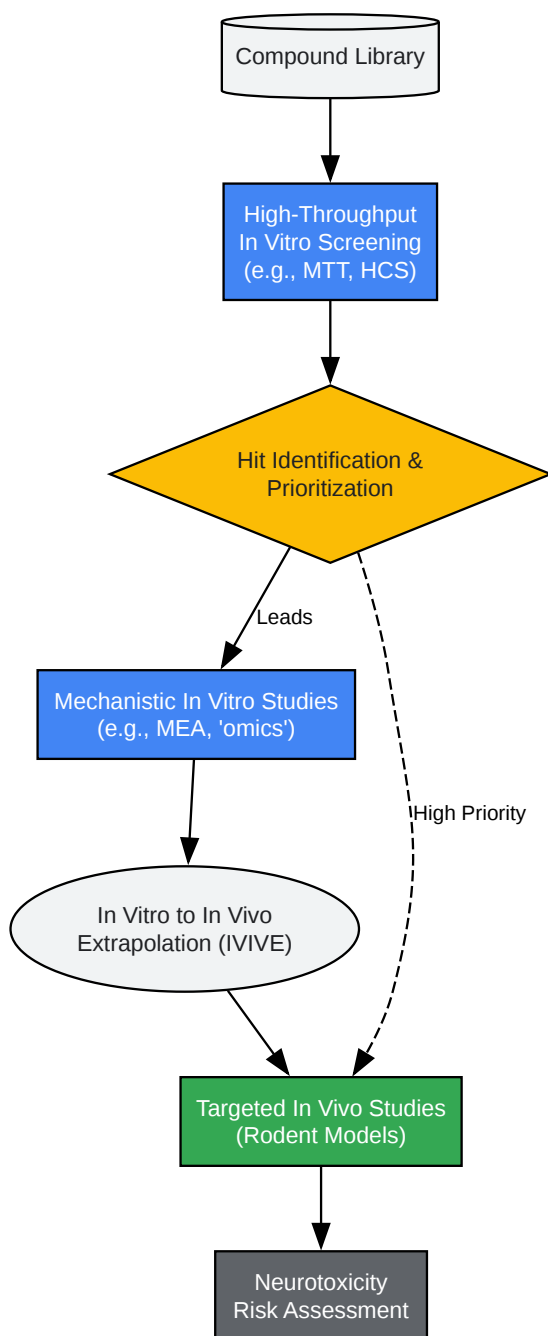 Compound Library
High-Throughput
In Vitro Screening
(e.g., MTT, HCS)
Hit Identification &
Prioritization
Leads
Mechanistic In Vitro Studies
(e.g., MEA, 'omics')
High Priority
In Vitro to In Vivo
Extrapolation (IVIVE)
Targeted In Vivo Studies
(Rodent Models)
Neurotoxicity
Risk Assessment